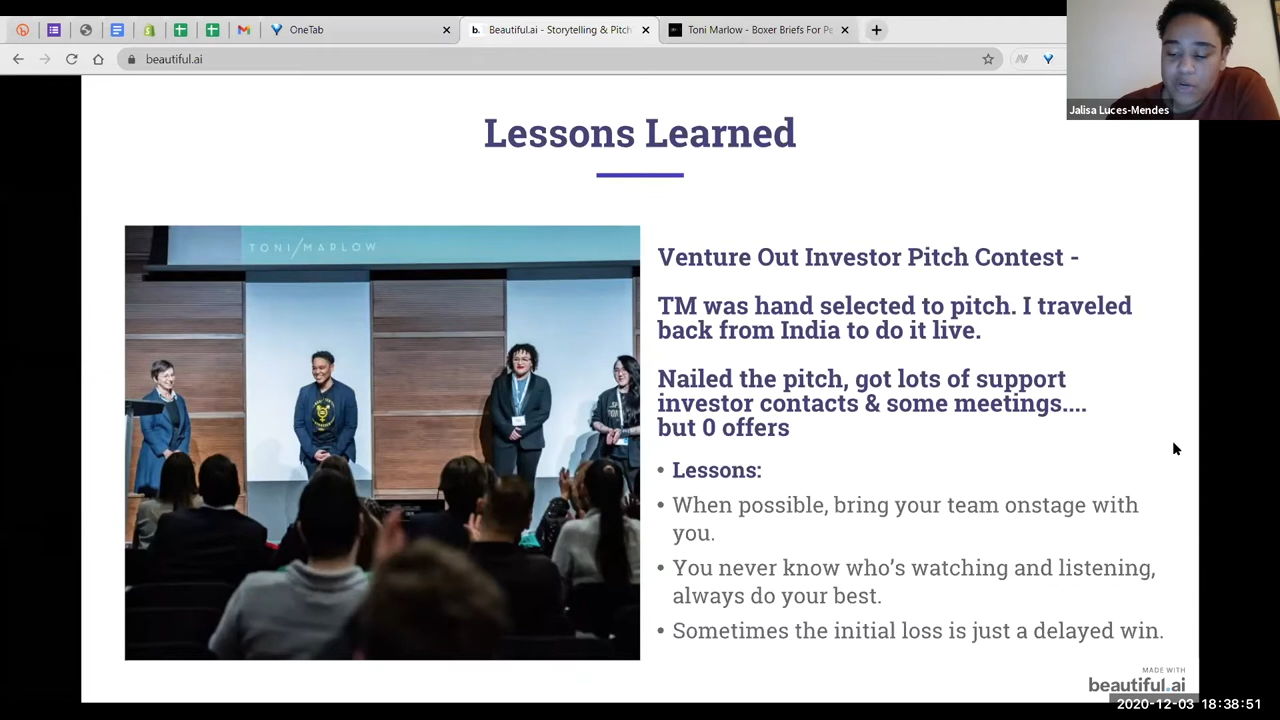 OneTab
b. Beautiful.ai - Storytelling & Pitch
Toni Marlow - Boxer Briefs For Pe
beautiful.ai
Jalisa Luces-Mendes
Lessons Learned
TONI/MARLOW
Venture Out Investor Pitch Contest -
TM was hand selected to pitch. I traveled
back from India to do it live.
Nailed the pitch, got lots of support
investor contacts & some meetings....
but 0 offers
• Lessons:
• When possible, bring your team onstage with
you.
• You never know who's watching and listening,
always do your best.
• Sometimes the initial loss is just a delayed win.
MADE WITH
beautiful.ai
2020-12-03 18:38:51